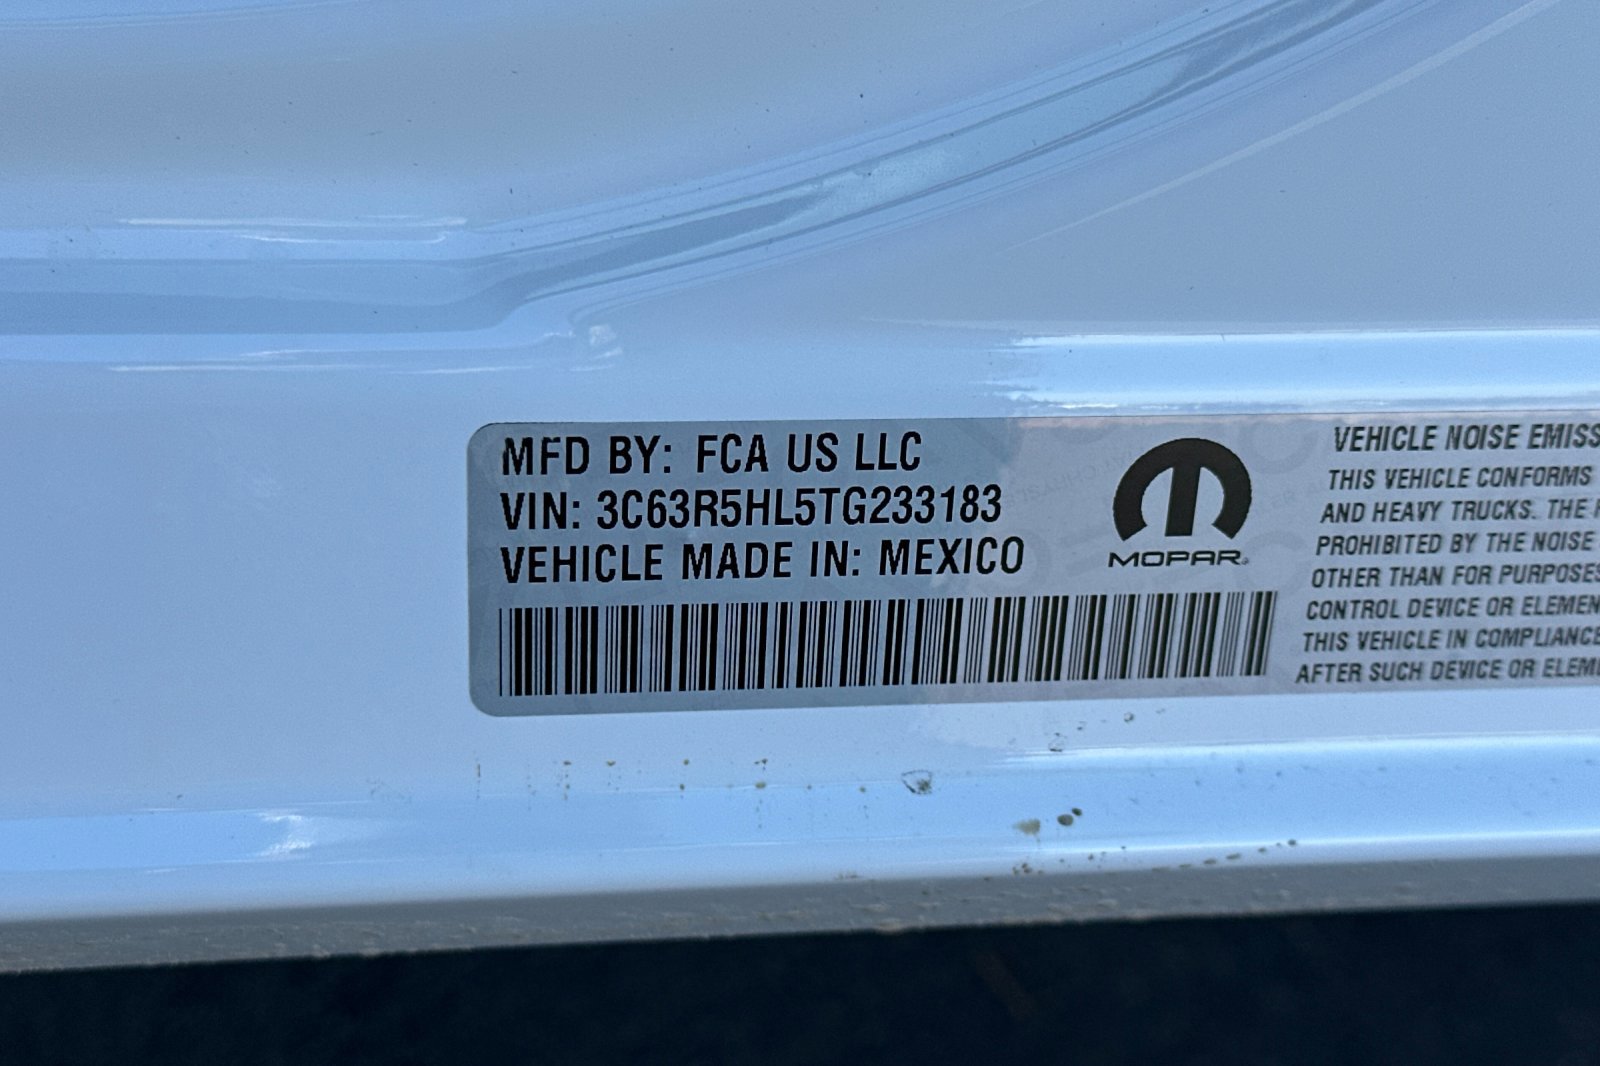 MFD BY: FCA US LLC
VIN: 3C63R5HL5TG233183
VEHICLE MADE IN: MEXICO
MOPAR
VEHICLE NOISE EMISS
THIS VEHICLE CONFORMS
AND HEAVY TRUCKS. THE
PROHIBITED BY THE NOISE
OTHER THAN FOR PURPOSES
CONTROL DEVICE OR ELEMEN
THIS VEHICLE IN COMPLIANCE
AFTER SUCH DEVICE OR ELEM